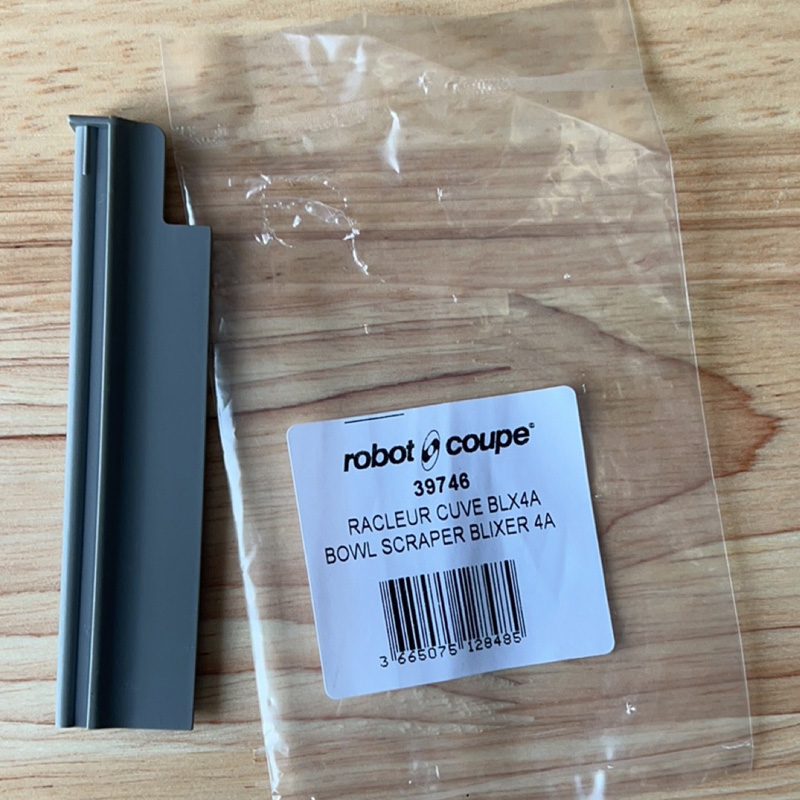 robot coupe®
39746
RACLEUR CUVE BLX4A
BOWL SCRAPER BLIXER 4A
3 665075 128485